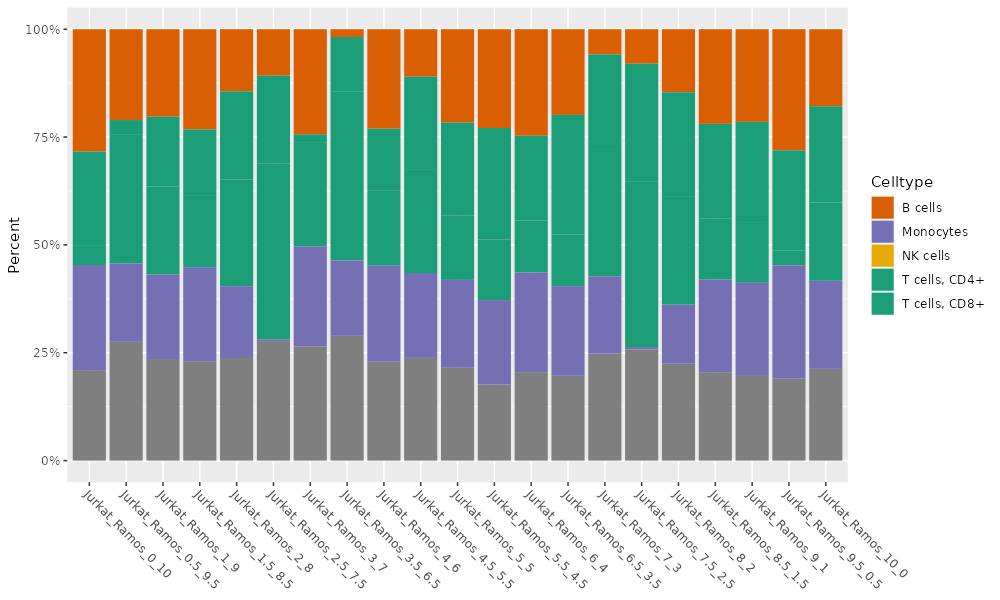 100%
75%
50%
25%
0%
Percent
Jurkat_Ramos_0_10
Jurkat_Ramos_0.5_9.5
Jurkat_Ramos_1_9
Jurkat_Ramos_1.5_8.5
Jurkat_Ramos_2_8
Jurkat_Ramos_2.5_7.5
Jurkat_Ramos_3_7
Jurkat_Ramos_3.5_6.5
Jurkat_Ramos_4_6
Jurkat_Ramos_4.5_5.5
Jurkat_Ramos_5_5
Jurkat_Ramos_5.5_4.5
Jurkat_Ramos_6_4
Jurkat_Ramos_6.5_3.5
Jurkat_Ramos_7_3
Jurkat_Ramos_7.5_2.5
Jurkat_Ramos_8_2
Jurkat_Ramos_8.5_1.5
Jurkat_Ramos_9_1
Jurkat_Ramos_9.5_0.5
Jurkat_Ramos_10_0
Celltype
B cells
Monocytes
NK cells
T cells, CD4+
T cells, CD8+